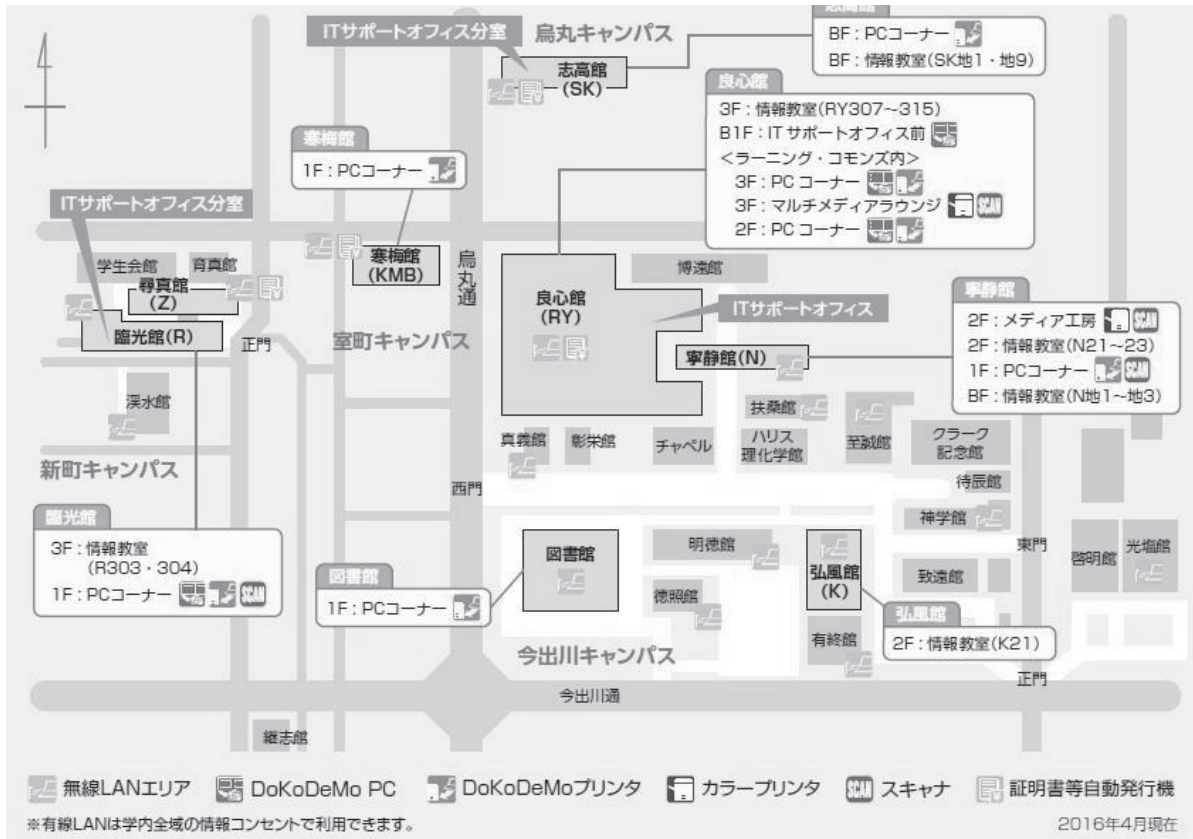 ITサポートオフィス分室
烏丸キャンパス
志高館
BF:PCコーナー
BF:情報教室(SK地1・地9)
志高館
(SK)
良心館
3F:情報教室(RY307~315)
B1F:ITサポートオフィス前
<ラーニング・コモンズ内>
3F:PCコーナー
3F:マルチメディアラウンジ SCAN
2F:PCコーナー
寒梅館
1F:PCコーナー
ITサポートオフィス分室
学生会館
育真館
尋真館
(Z)
臨光館(R)
正門
寒梅館
(KMB)
烏丸通
室町キャンパス
良心館
(RY)
博遠館
ITサポートオフィス
寧静館(N)
寧静館
2F:メディア工房 SCAN
2F:情報教室(N21~23)
1F:PCコーナー SCAN
BF:情報教室(N地1~地3)
渓水館
新町キャンパス
扶桑館
真義館
彰栄館
チャペル
ハリス
理化学館
至誠館
クラーク
記念館
待辰館
西門
神学館
臨光館
3F:情報教室
(R303・304)
1F:PCコーナー SCAN
図書館
1F:PCコーナー
図書館
明徳館
徳照館
弘風館
(K)
有終館
致遠館
東門
啓明館
光塩館
弘風館
2F:情報教室(K21)
今出川キャンパス
正門
今出川通
継志館
無線LANエリア
DoKoDeMo PC
DoKoDeMoプリンタ
カラープリンタ
SCAN スキャナ
証明書等自動発行機
※有線LANは学内全域の情報コンセントで利用できます。
2016年4月現在